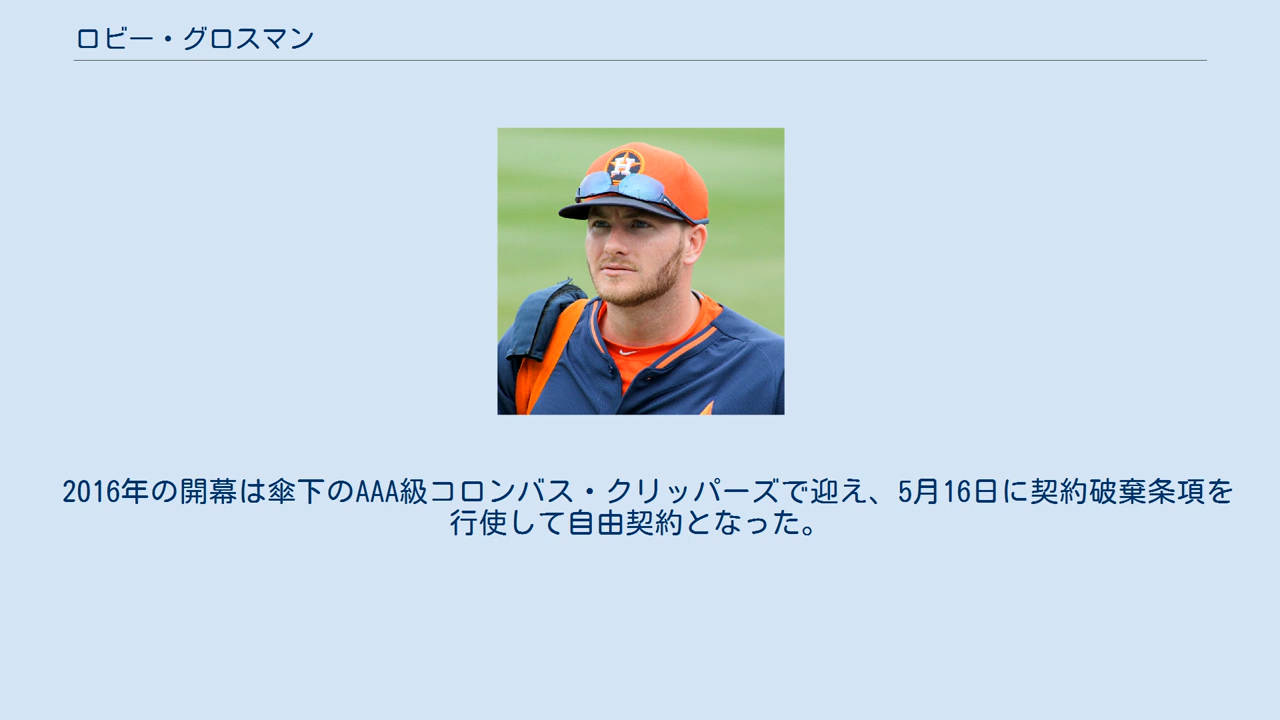 ロビー・グロスマン
H
2016年の開幕は傘下のAAA級コロンバス・クリッパーズで迎え、5月16日に契約破棄条項を
行使して自由契約となった。